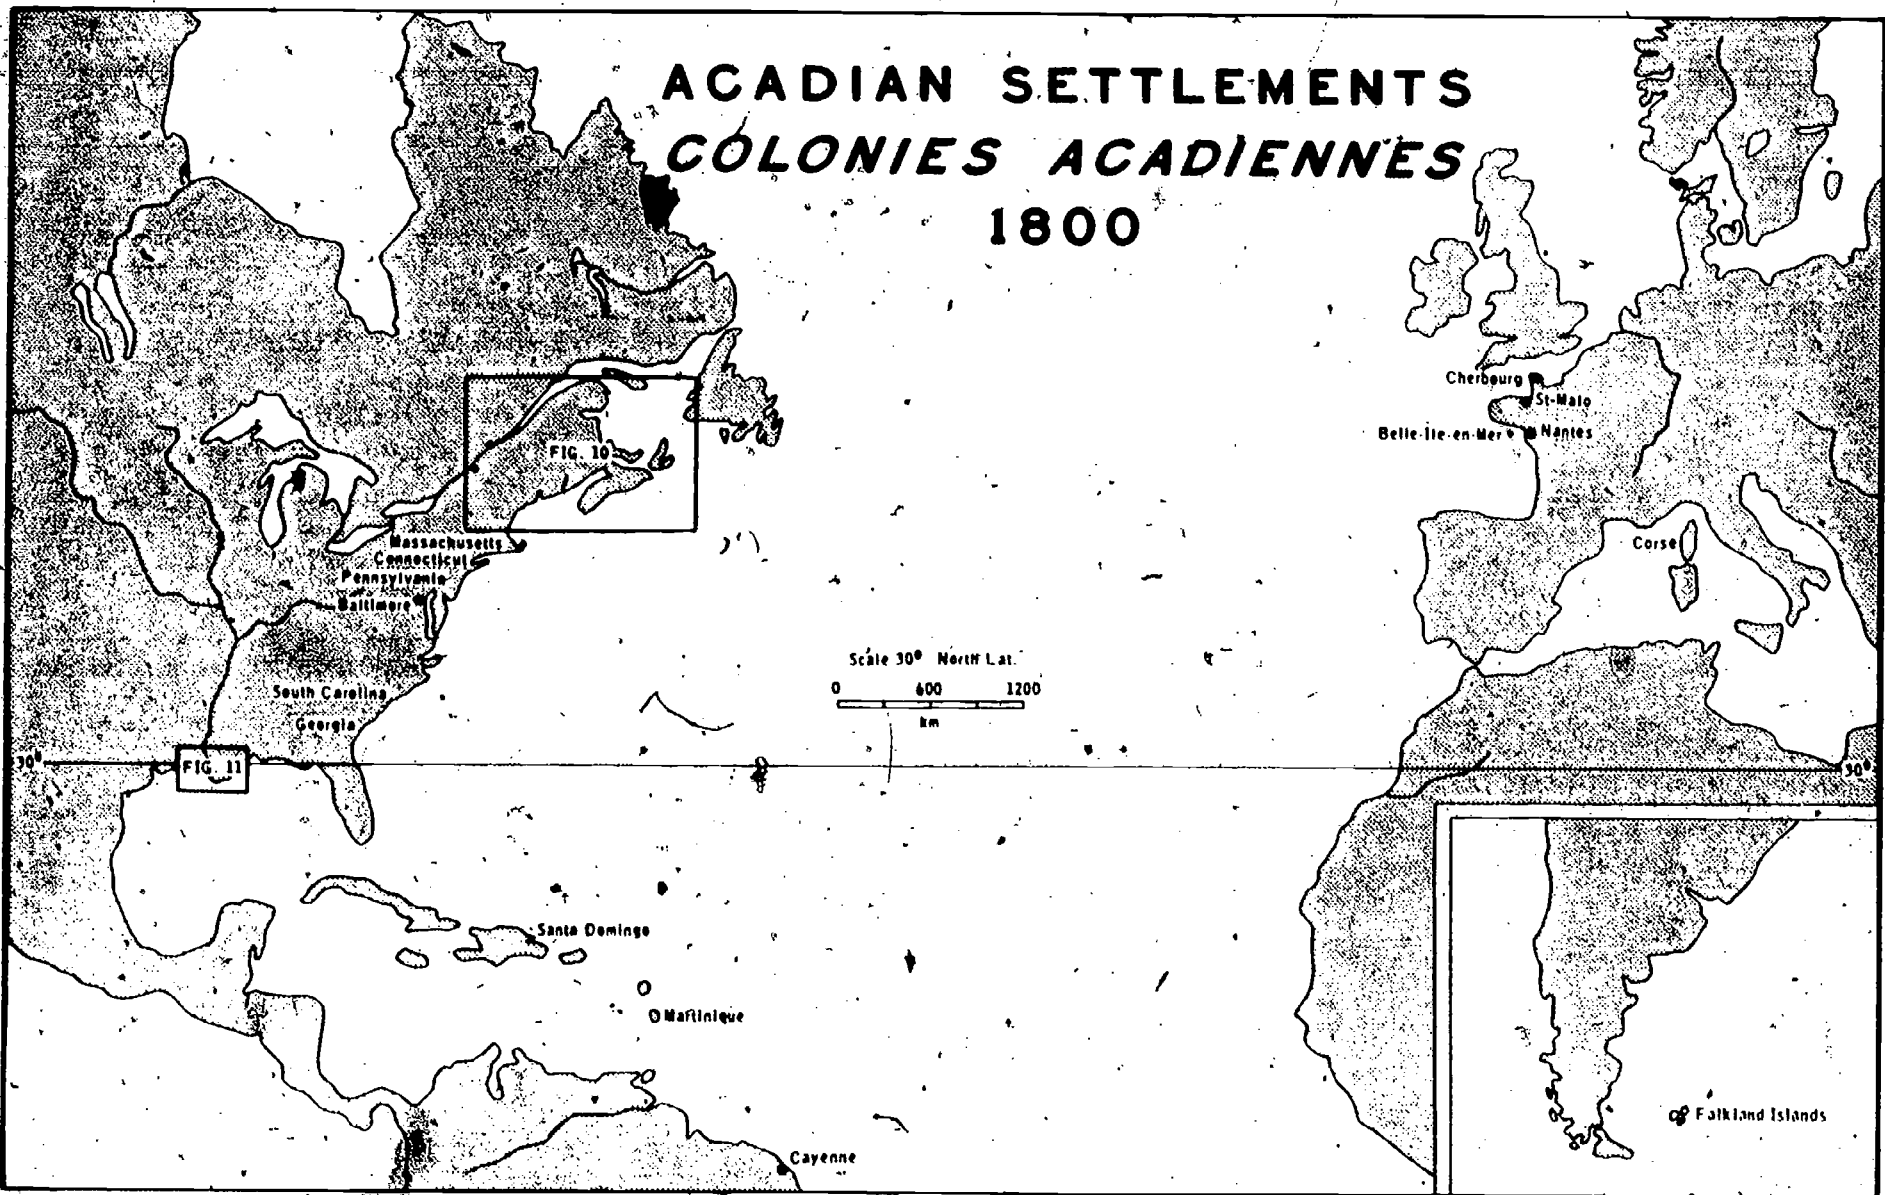 ACADIAN SETTLEMENTS
COLONIES ACADIENNES
1800
Cherbourg
St-Malo
Belle-Île-en-Mer
Nantes
FIG. 10
Massachusetts
Connecticut
Pennsylvania
Baltimore
Corse
Scale 30° North Lat.
0 600 1200
km
South Carolina
Georgia
30°
FIG. 11
30°
Santa Domingo
Martinique
Falkland Islands
Cayenne